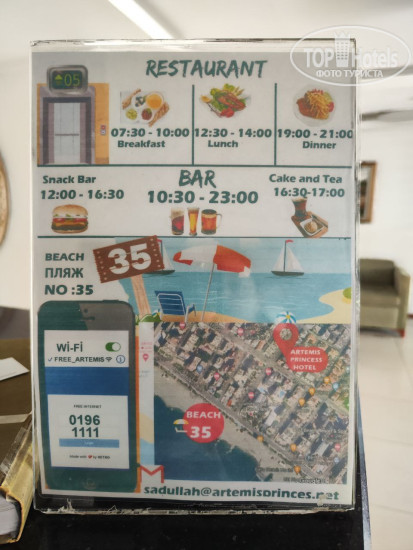 TOP Hotels
ФОТО ТУРИСТА
RESTAURANT
05
07:30 - 10:00 12:30 - 14:00 19:00 - 21:00
Breakfast Lunch Dinner
Snack Bar BAR Cake and Tea
12:00 - 16:30 10:30 - 23:00 16:30-17:00
BEACH
ПЛЯЖ
NO :35
35
Wi-Fi
FREE_ARTEMIS
FREE INTERNET
0196
1111
ARTEMIS
PRINCESS
HOTEL
BEACH
35
sadullah@artemisprinces.net